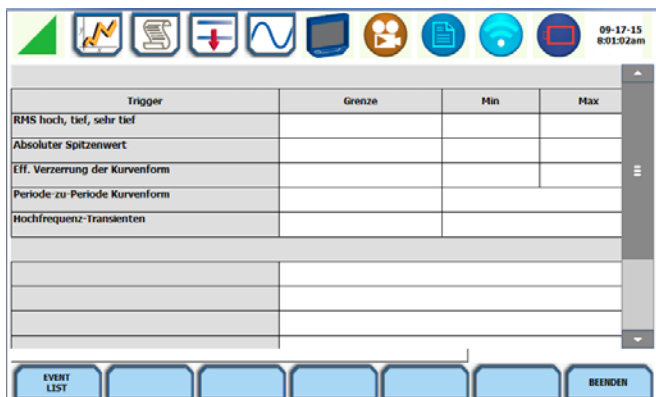 09-17-15
8:01:02am
Trigger Grenze Min Max
RMS hoch, tief, sehr tief
Absoluter Spitzenwert
Eff. Verzerrung der Kurvenform
Periode-zu-Periode Kurvenform
Hochfrequenz-Transienten
EVENT
LIST
BEENDEN